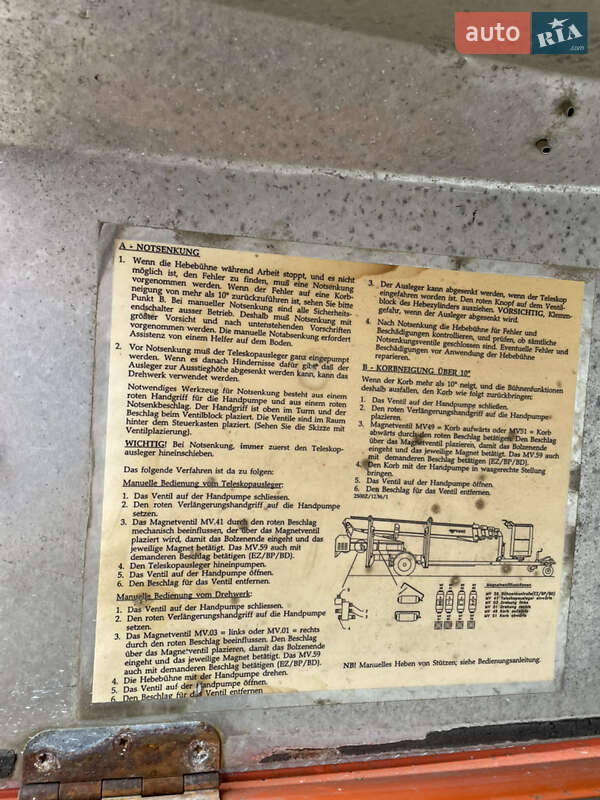 auto RIA .com
A - NOTSENKUNG
1. Wenn die Hebebühne während Arbeit stoppt, und es nicht
möglich ist, den Fehler zu finden, muß eine Notsenkung
vorgenommen werden. Wenn der Fehler auf eine Korb-
neigung von mehr als 10° zurückzuführen ist, sehen Sie bitte
Punkt B. Bei manueller Notsenkung sind alle Sicherheits-
endschalter ausser Betrieb. Deshalb muß Notsenkung mit
größter Vorsicht und nach untenstehenden Vorschriften
vorgenommen werden. Die manuelle Notabsenkung erfordert
Assistenz von einem Helfer auf dem Boden.
2. Vor Notsenkung muß der Teleskopausleger ganz eingepumpt
werden. Wenn es danach Hindernisse dafür gibt daß der
Ausleger zur Ausstieghöhe abgesenkt werden kann, kann das
Drehwerk verwendet werden.
Notwendiges Werkzeug für Notsenkung besteht aus einem
roten Handgriff für die Handpumpe und aus einem roten
Notsenkbeschlag. Der Handgriff ist oben im Turm und der
Beschlag beim Ventilblock plaziert. Die Ventile sind im Raum
hinter dem Steuerkasten plaziert. (Sehen Sie die Skizze mit
Ventilplazierung).
WICHTIG! Bei Notsenkung, immer zuerst den Teleskop-
ausleger hineinschieben.
Das folgende Verfahren ist da zu folgen:
Manuelle Bedienung vom Teleskopausleger:
1. Das Ventil auf der Handpumpe schliessen.
2. Den roten Verlängerungshandgriff auf die Handpumpe
setzen.
3. Das Magnetventil MV.41 durch den roten Beschlag
mechanisch beeinflussen, der über das Magnetventil
plaziert wird, damit das Bolzenende eingeht und das
jeweilige Magnet betätigt. Das MV.59 auch mit
demanderen Beschlag betätigen (EZ/BP/BD).
4. Den Teleskopausleger hineinpumpen.
5. Das Ventil auf der Handpumpe öffnen.
6. Den Beschlag für das Ventil entfernen.
Manuelle Bedienung vom Drehwerk:
1. Das Ventil auf der Handpumpe schliessen.
2. Den roten Verlängerungshandgriff auf die Handpumpe
setzen.
3. Das Magnetventil MV.03 = links oder MV.01 = rechts
durch den roten Beschlag beeinflussen. Den Beschlag
über das Magnetventil plazieren, damit das Bolzenende
eingeht und das jeweilige Magnet betätigt. Das MV.59
auch mit demanderen Beschlag betätigen (EZ/BP/BD).
4. Die Hebebühne mit der Handpumpe drehen.
5. Das Ventil auf der Handpumpe öffnen.
6. Den Beschlag für das Ventil entfernen
3. Der Ausleger kann abgesenkt werden, wenn der Teleskop
eingefahren worden ist. Den roten Knopf auf dem Ventil-
block des Hebezylinders ausziehen. VORSICHTIG, Klemm-
gefahr, wenn der Ausleger abgesenkt wird.
4. Nach Notsenkung die Hebebühne für Fehler und
Beschädigungen kontrollieren, und prüfen, ob sämtliche
Notsenkungsventile geschlossen sind. Eventuelle Fehler und
Beschädigungen vor Anwendung der Hebebühne
reparieren.
B - KORBNEIGUNG ÜBER 10°
Wenn der Korb mehr als 10° neigt, und die Bühnenfunktionen
deshalb ausfallen, den Korb wie folgt zurückbringen:
1. Das Ventil auf der Handpumpe schliessen.
2. Den roten Verlängerungshandgriff auf die Handpumpe
plazieren.
3. Magnetventil MV49 = Korb aufwärts oder MV51 = Korb
abwärts durch den roten Beschlag betätigen. Den Beschlag
über das Magnetventil plazieren, damit das Bolzenende
eingeht und das jeweilige Magnet betätigt. Das MV.59 auch
mit demanderen Beschlag betätigen (EZ/BP/BD).
4. Den Korb mit der Handpumpe in waagerechte Stellung
bringen.
5. Das Ventil auf der Handpumpe öffnen.
6. Den Beschlag für das Ventil entfernen.
Magnetventilfunktionen
NB! Manuelles Heben von Stützen; siehe Bedienungsanleitung.